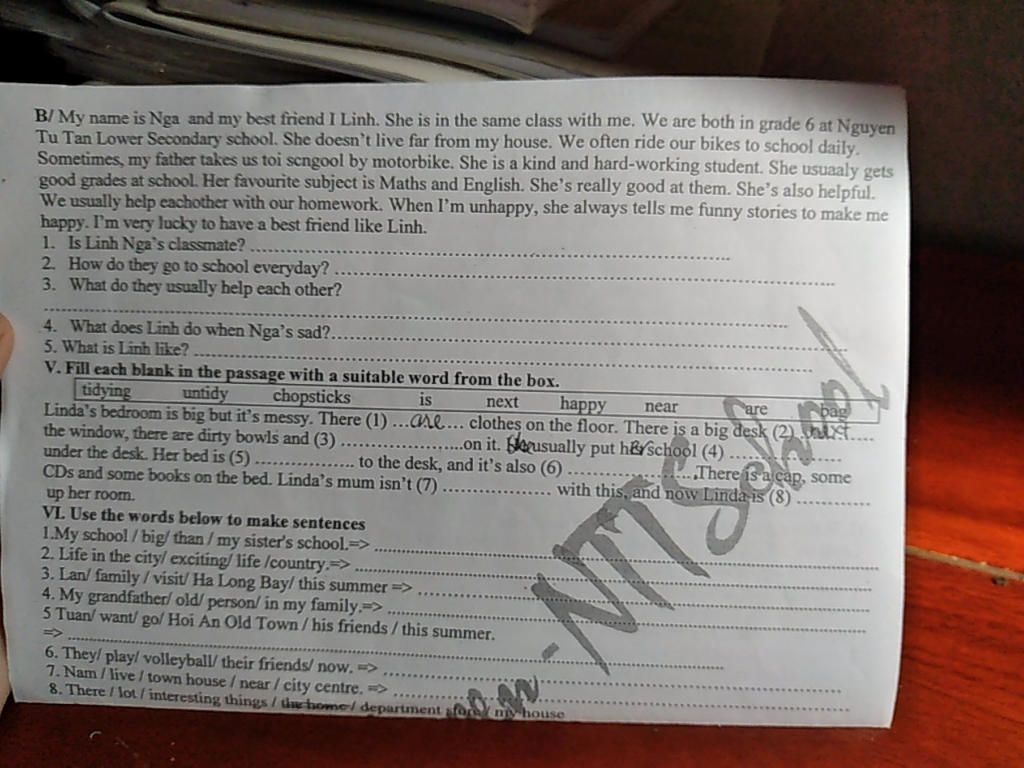 B/ My name is Nga and my best friend I Linh. She is in the same class with me. We are both in grade 6 at Nguyen
Tu Tan Lower Secondary school. She doesn't live far from my house. We often ride our bikes to school daily.
Sometimes, my father takes us toi scngool by motorbike. She is a kind and hard-working student. She usuaaly gets
good grades at school. Her favourite subject is Maths and English. She's really good at them. She's also helpful.
We usually help eachother with our homework. When I'm unhappy, she always tells me funny stories to make me
happy. I'm very lucky to have a best friend like Linh.
1. Is Linh Nga's classmate? ....................
2. How do they go to school everyday? ....................
3. What do they usually help each other?
....................
4. What does Linh do when Nga's sad?....................
5. What is Linh like? ....................
V. Fill each blank in the passage with a suitable word from the box.
tidying untidy chopsticks is next happy near are bag
Linda's bedroom is big but it's messy. There (1) ...are... clothes on the floor. There is a big desk (2) .next....
the window, there are dirty bowls and (3) ....................on it. usually put her school (4) ....................
under the desk. Her bed is (5) .................... to the desk, and it's also (6) .................... .There is a cap, some
CDs and some books on the bed. Linda's mum isn't (7) .................... with this, and now Linda is (8) ....................
up her room.
VI. Use the words below to make sentences
1.My school / big/ than / my sister's school.=> ....................
2. Life in the city/ exciting/ life /country.=> ....................
3. Lan/ family / visit/ Ha Long Bay/ this summer => ....................
4. My grandfather/ old/ person/ in my family.=> ....................
5 Tuan/ want/ go/ Hoi An Old Town / his friends / this summer.
=> ....................
6. They/ play/ volleyball/ their friends/ now. => ....................
7. Nam / live / town house / near / city centre. => ....................
8. There / lot / interesting things / the home / department store/ my house
-NTTSchool